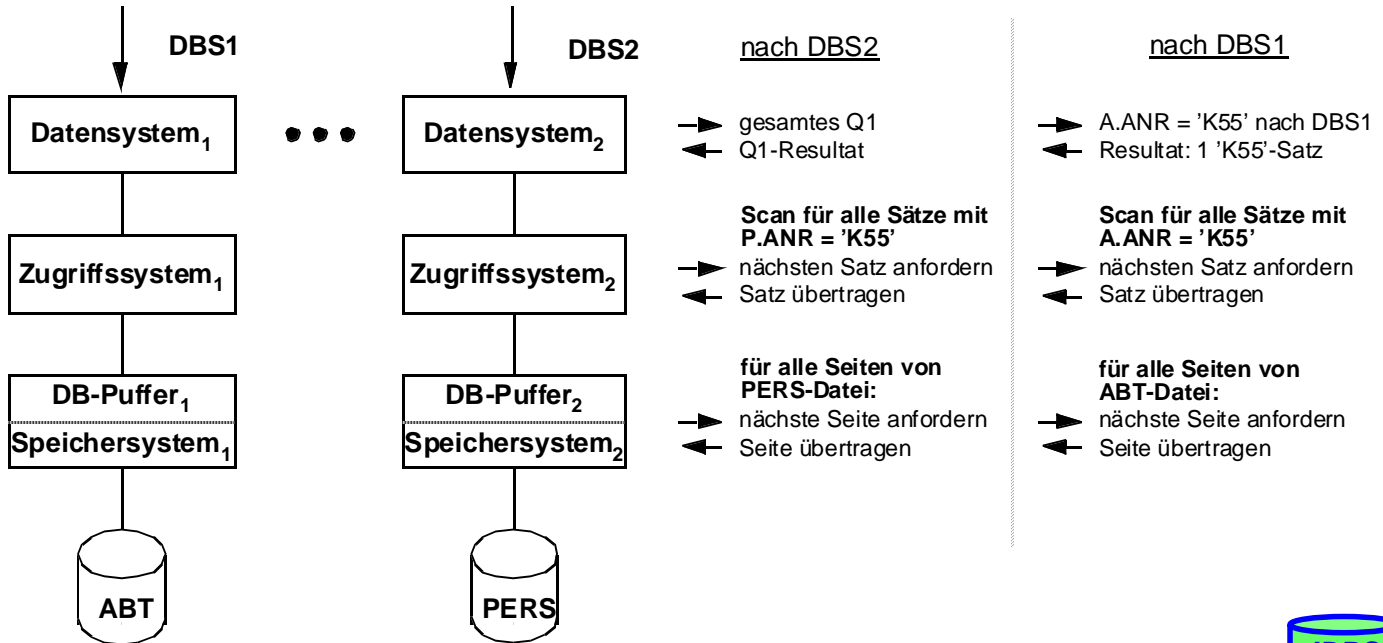 DBS1
DBS2
nach DBS2
nach DBS1
Datensystem1
Datensystem2
gesamtes Q1
Q1-Resultat
A.ANR = 'K55' nach DBS1
Resultat: 1 'K55'-Satz
Zugriffssystem1
Zugriffssystem2
Scan für alle Sätze mit
P.ANR = 'K55'
nächsten Satz anfordern
Satz übertragen
Scan für alle Sätze mit
A.ANR = 'K55'
nächsten Satz anfordern
Satz übertragen
DB-Puffer1
Speichersystem1
DB-Puffer2
Speichersystem2
für alle Seiten von
PERS-Datei:
nächste Seite anfordern
Seite übertragen
für alle Seiten von
ABT-Datei:
nächste Seite anfordern
Seite übertragen
ABT
PERS